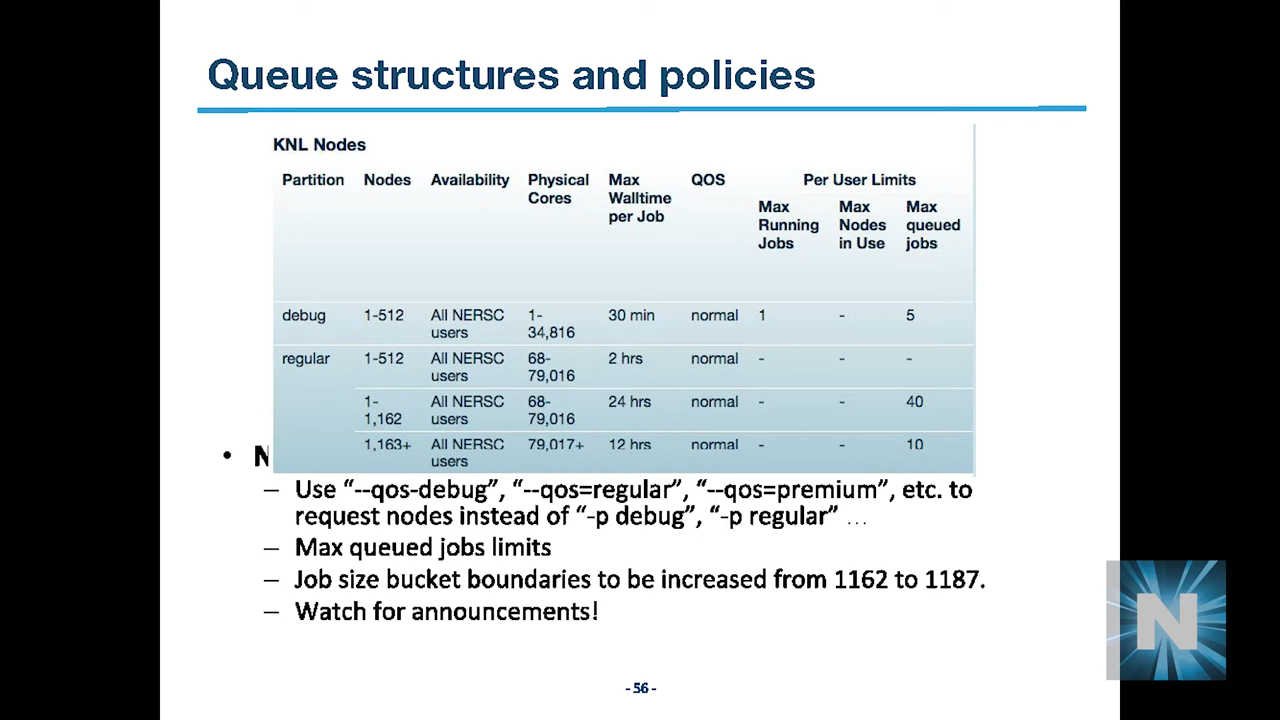 Queue structures and policies
KNL Nodes
Partition Nodes Availability Physical Cores Max Walltime per Job QOS Per User Limits
Max Running Jobs Max Nodes in Use Max queued jobs
debug 1-512 All NERSC users 1-34,816 30 min normal 1 - 5
regular 1-512 All NERSC users 68-79,016 2 hrs normal - - -
1-1,162 All NERSC users 68-79,016 24 hrs normal - - 40
1,163+ All NERSC users 79,017+ 12 hrs normal - - 10
• N
– Use “--qos-debug”, “--qos=regular”, “--qos=premium”, etc. to
request nodes instead of “-p debug”, “-p regular” …
– Max queued jobs limits
– Job size bucket boundaries to be increased from 1162 to 1187.
– Watch for announcements!
N
- 56 -